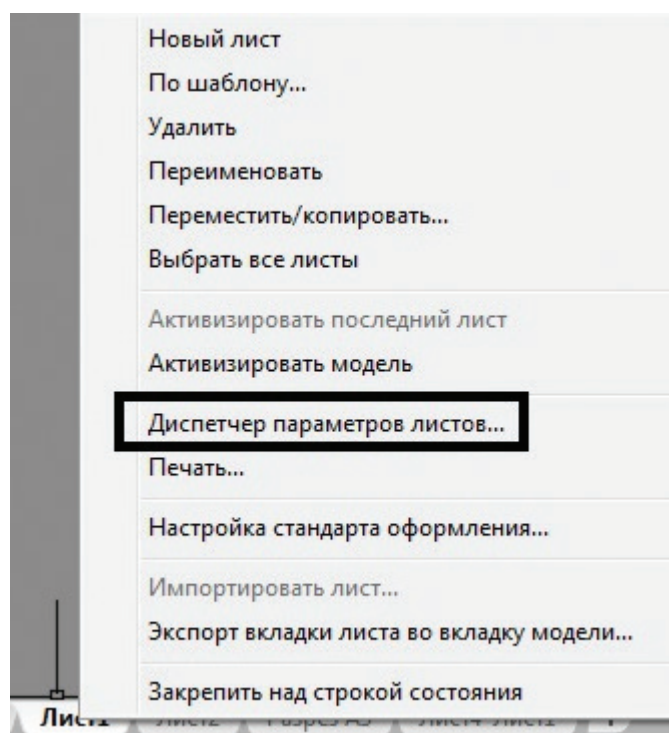 Новый лист
По шаблону...
Удалить
Переименовать
Переместить/копировать...
Выбрать все листы
Активизировать последний лист
Активизировать модель
Диспетчер параметров листов...
Печать...
Настройка стандарта оформления...
Импортировать лист...
Экспорт вкладки листа во вкладку модели...
Закрепить над строкой состояния
Лист1